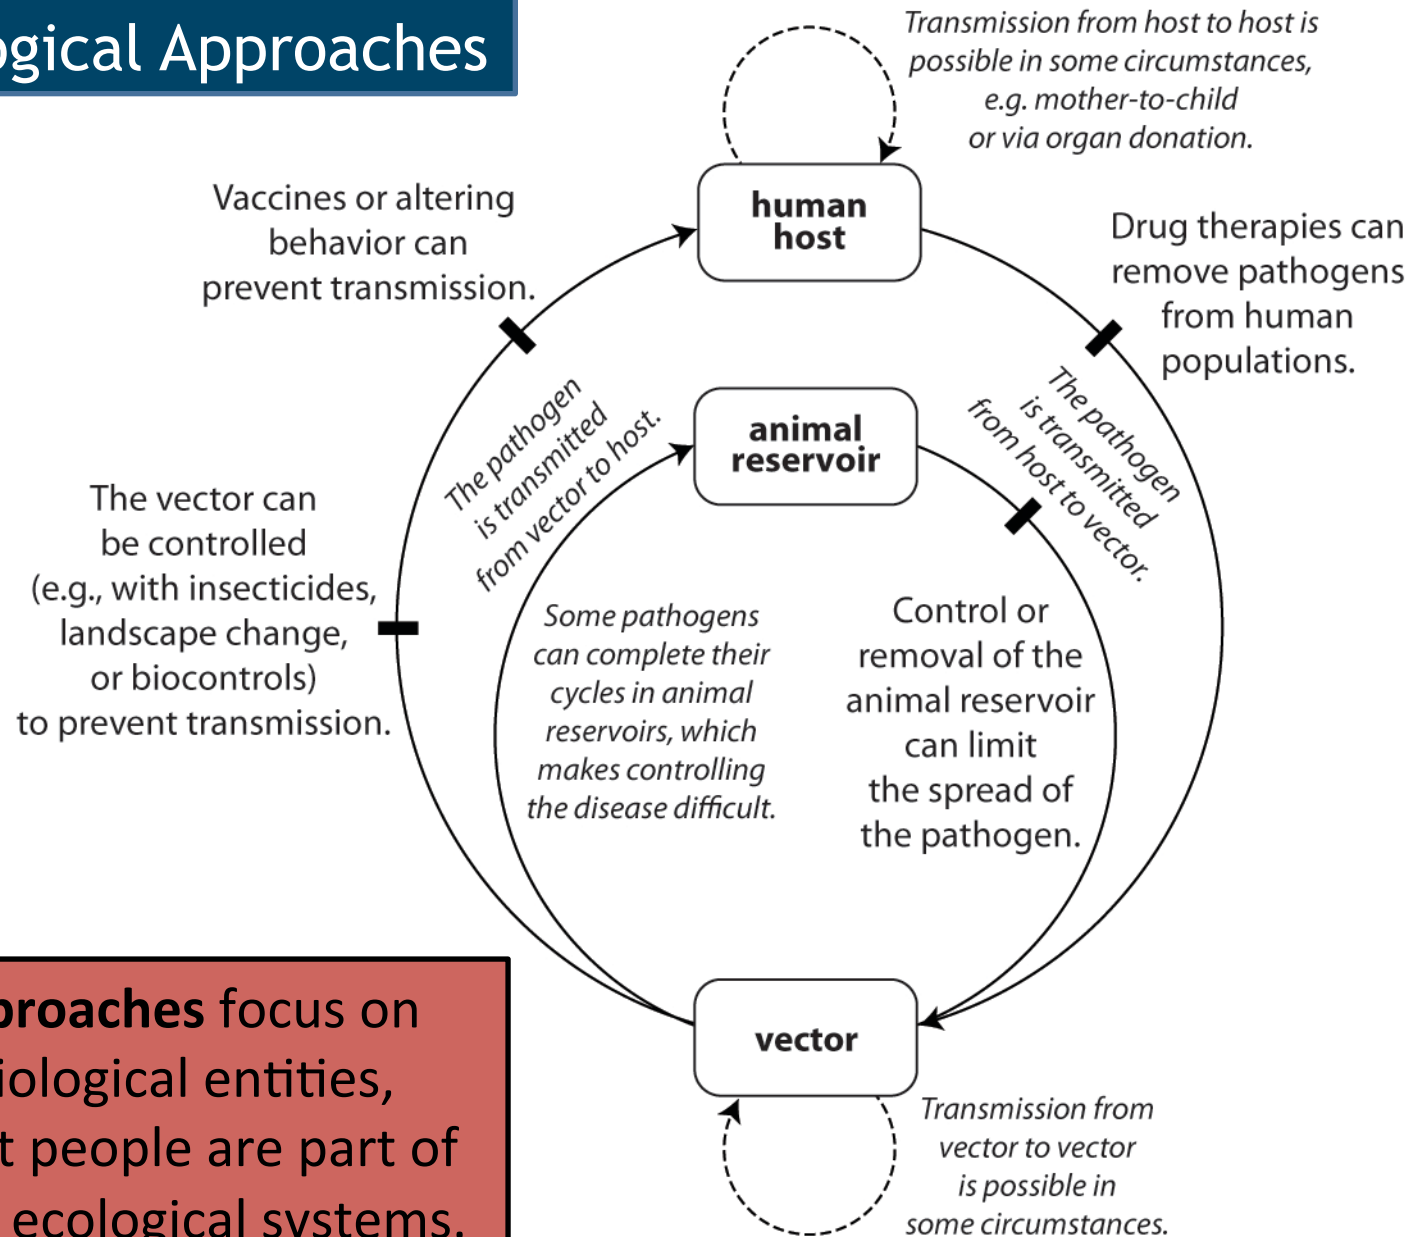 ogical Approaches
Transmission from host to host is
possible in some circumstances,
e.g. mother-to-child
or via organ donation.
Vaccines or altering
behavior can
prevent transmission.
human
host
Drug therapies can
remove pathogens
from human
populations.
The pathogen
is transmitted
from vector to host.
animal
reservoir
The pathogen
is transmitted
from host to vector.
The vector can
be controlled
(e.g., with insecticides,
landscape change,
or biocontrols)
to prevent transmission.
Some pathogens
can complete their
cycles in animal
reservoirs, which
makes controlling
the disease difficult.
Control or
removal of the
animal reservoir
can limit
the spread of
the pathogen.
proaches focus on
iological entities,
t people are part of
ecological systems.
vector
Transmission from
vector to vector
is possible in
some circumstances.